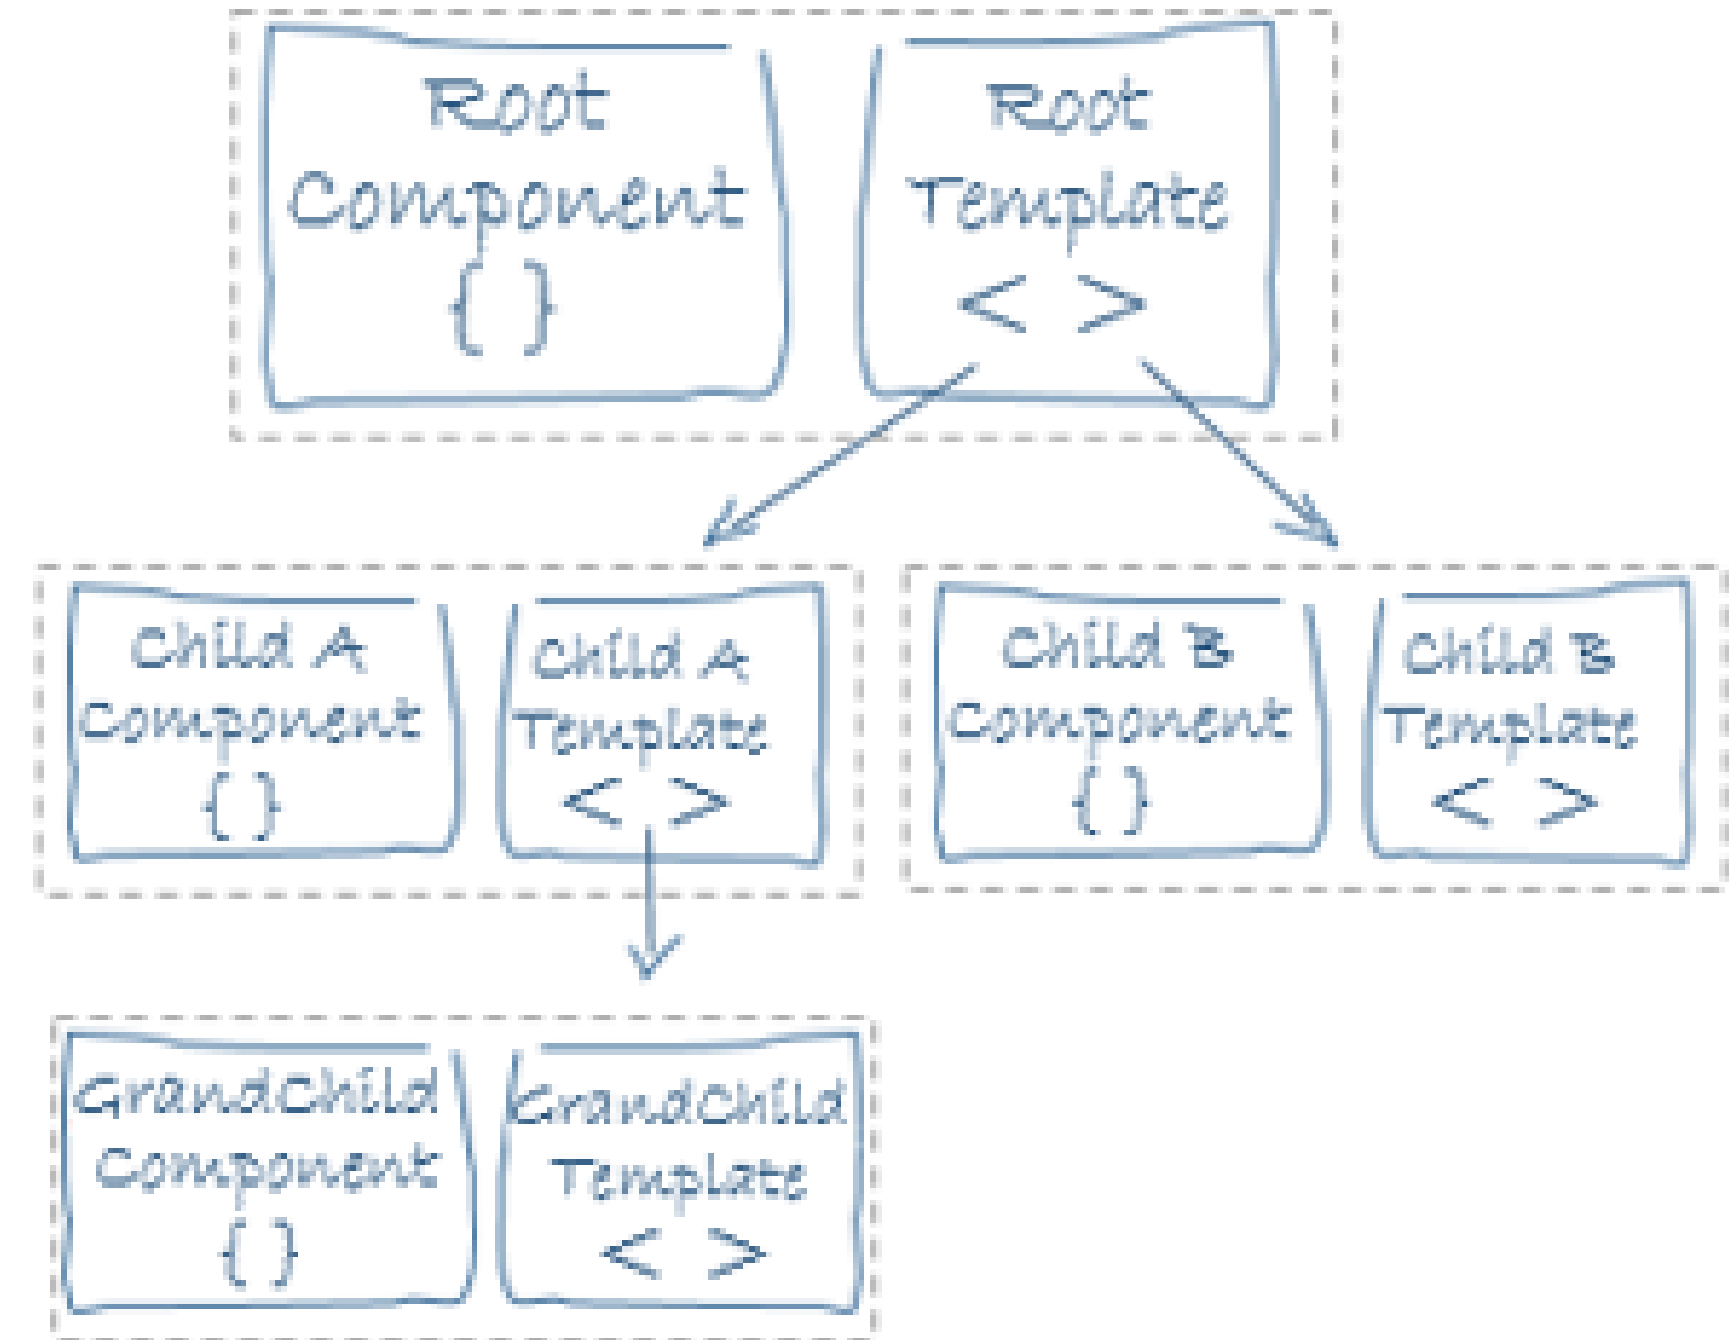 Root
Component
{ }
Root
Template
< >
Child A
Component
{ }
Child A
Template
< >
Child B
Component
{ }
Child B
Template
< >
GrandChild
Component
{ }
GrandChild
Template
< >